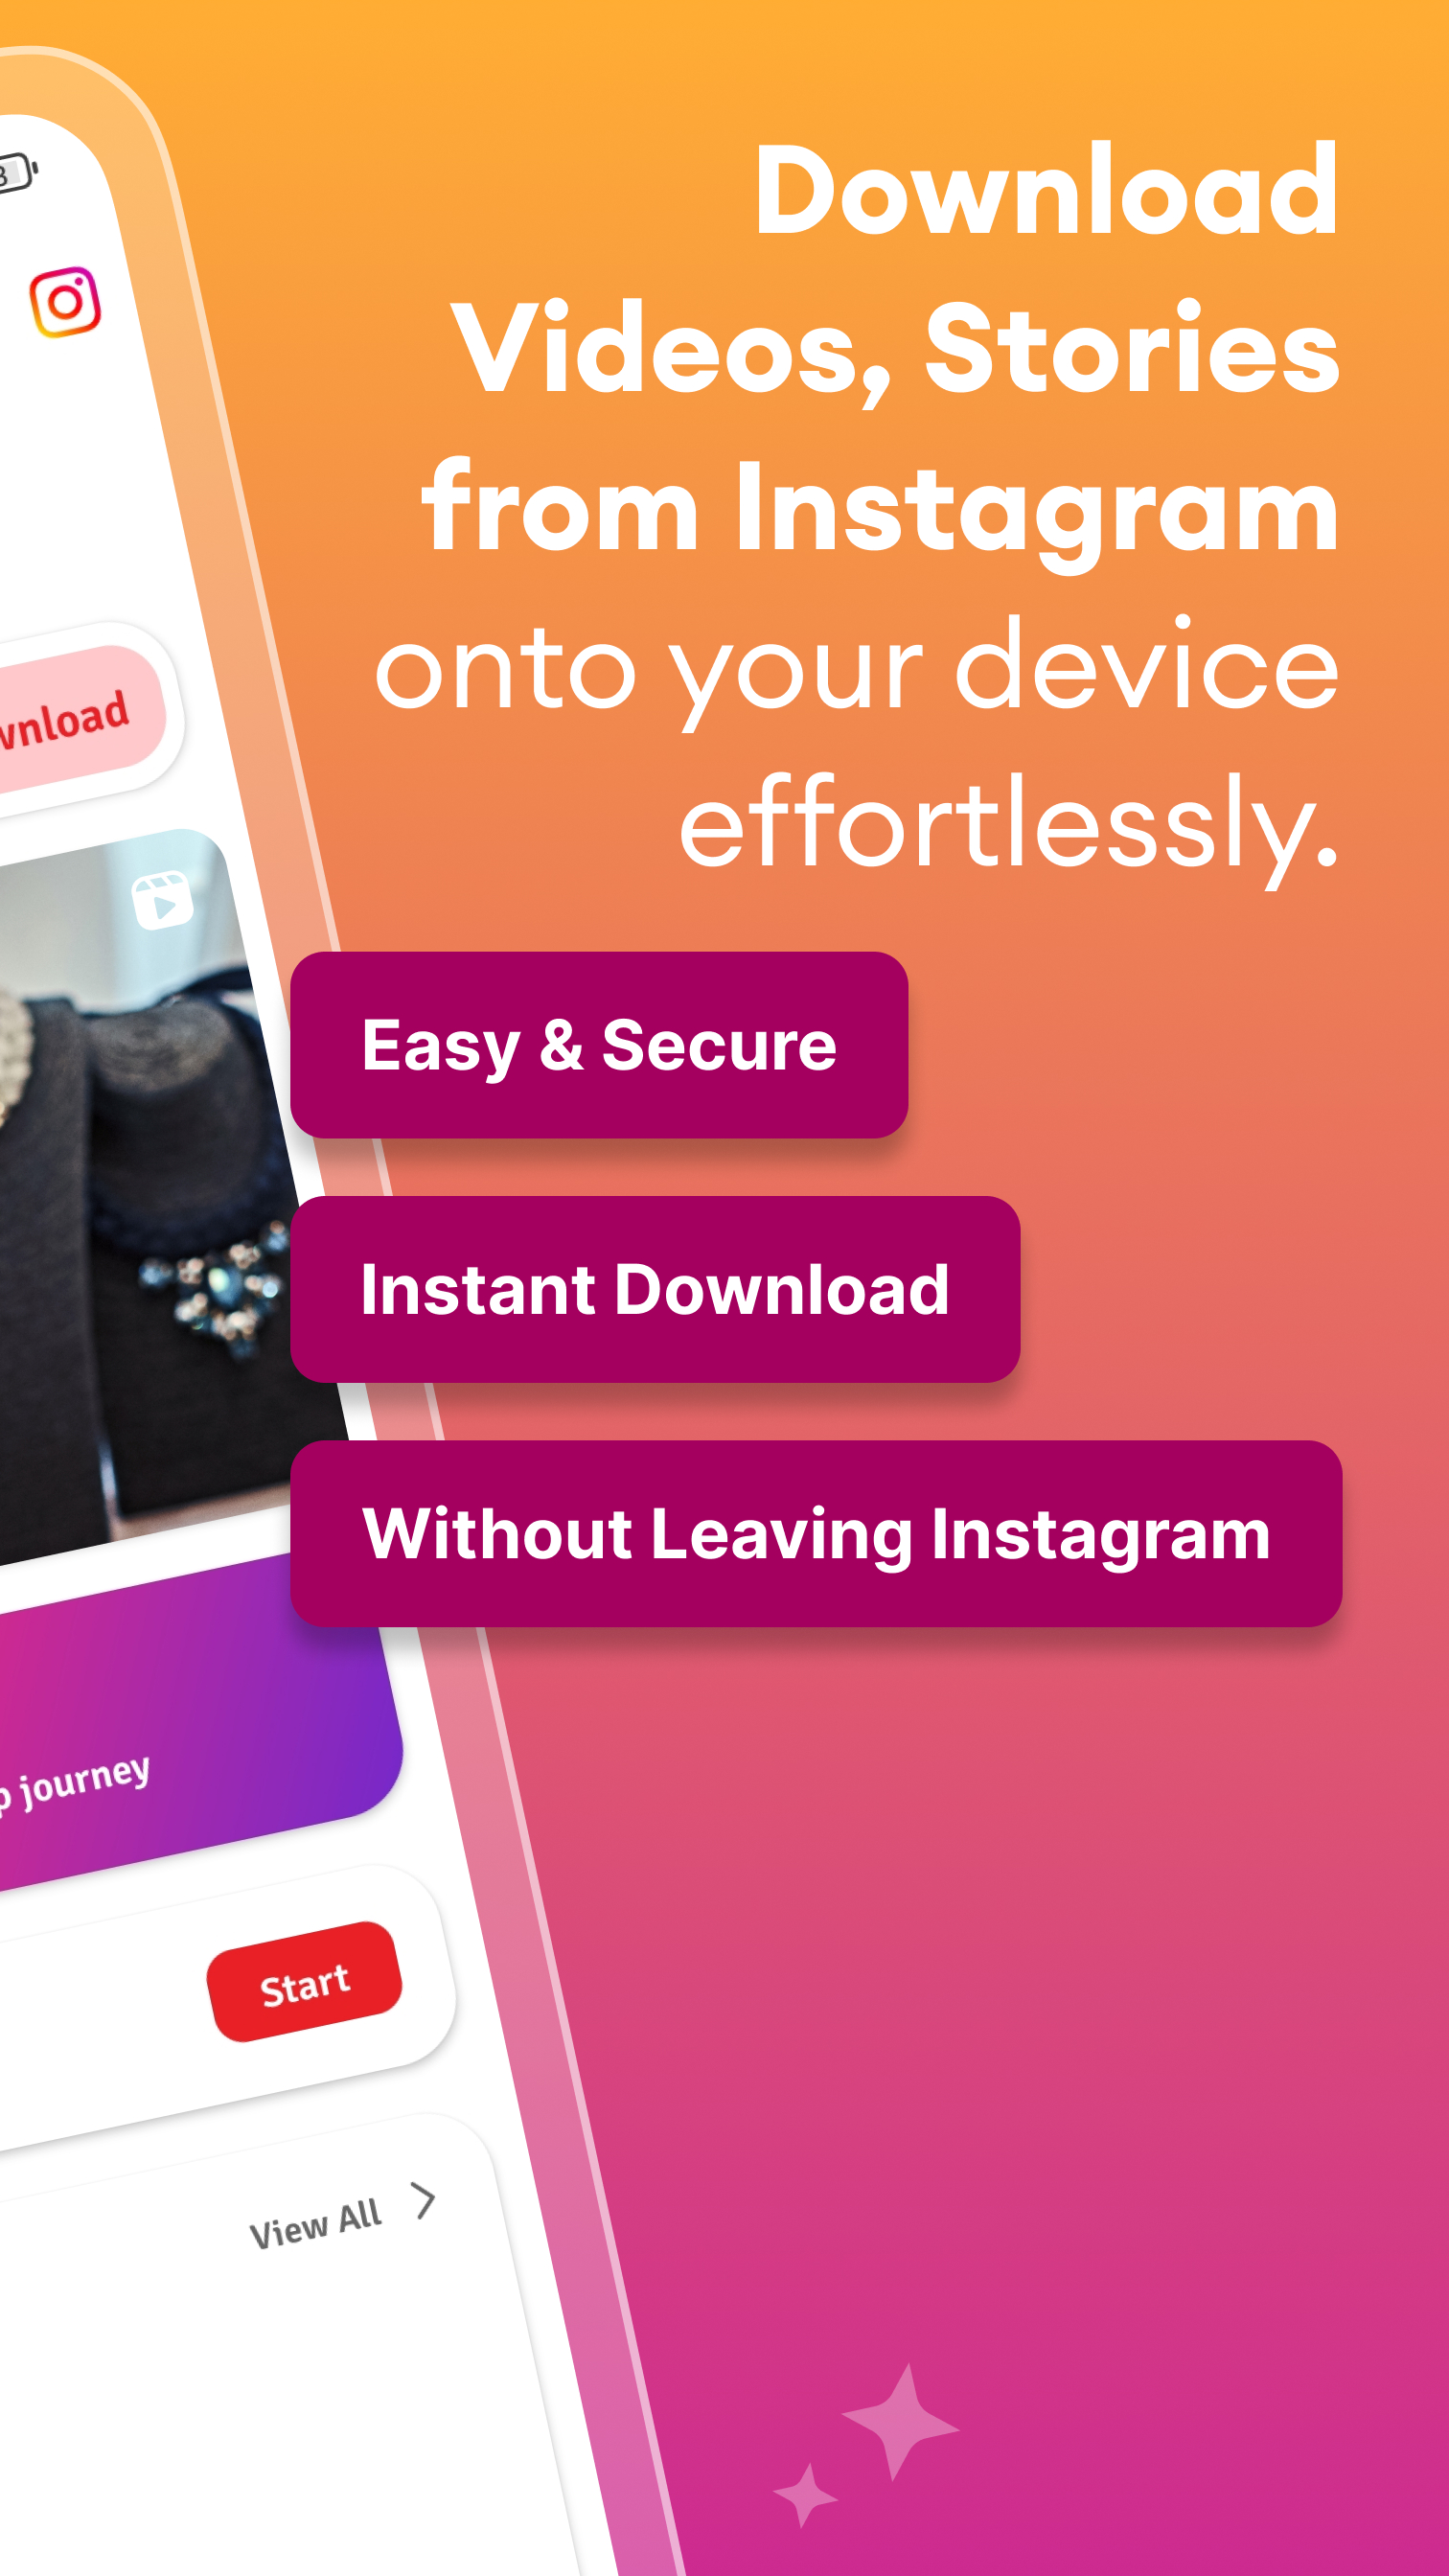 Download
Videos, Stories
from Instagram
onto your device
effortlessly.
Easy & Secure
Instant Download
Without Leaving Instagram
journey
Start
View All